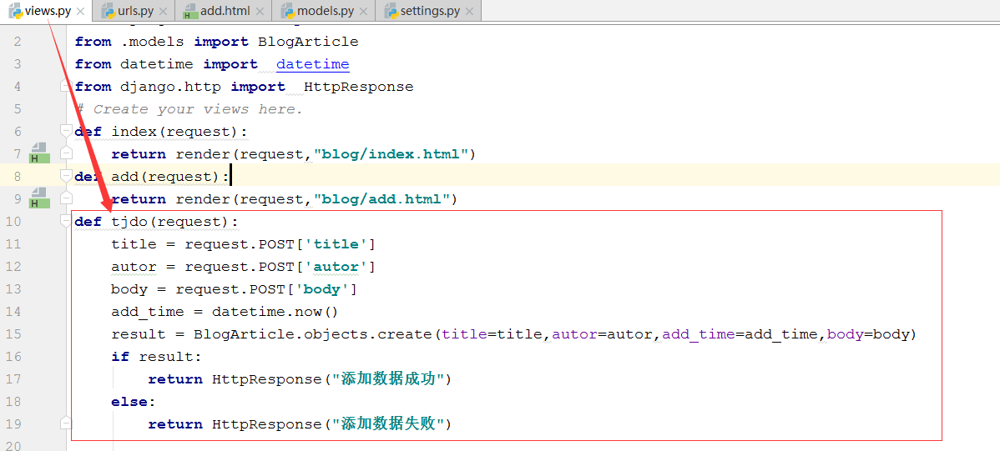 views.py urls.py add.html models.py settings.py
2 from .models import BlogArticle
3 from datetime import  datetime
4 from django.http import  HttpResponse
5 # Create your views here.
6 def index(request):
7     return render(request,"blog/index.html")
8 def add(request):
9     return render(request,"blog/add.html")
10 def tjdo(request):
11     title = request.POST['title']
12     autor = request.POST['autor']
13     body = request.POST['body']
14     add_time = datetime.now()
15     result = BlogArticle.objects.create(title=title,autor=autor,add_time=add_time,body=body)
16     if result:
17         return HttpResponse("添加数据成功")
18     else:
19         return HttpResponse("添加数据失败")
20